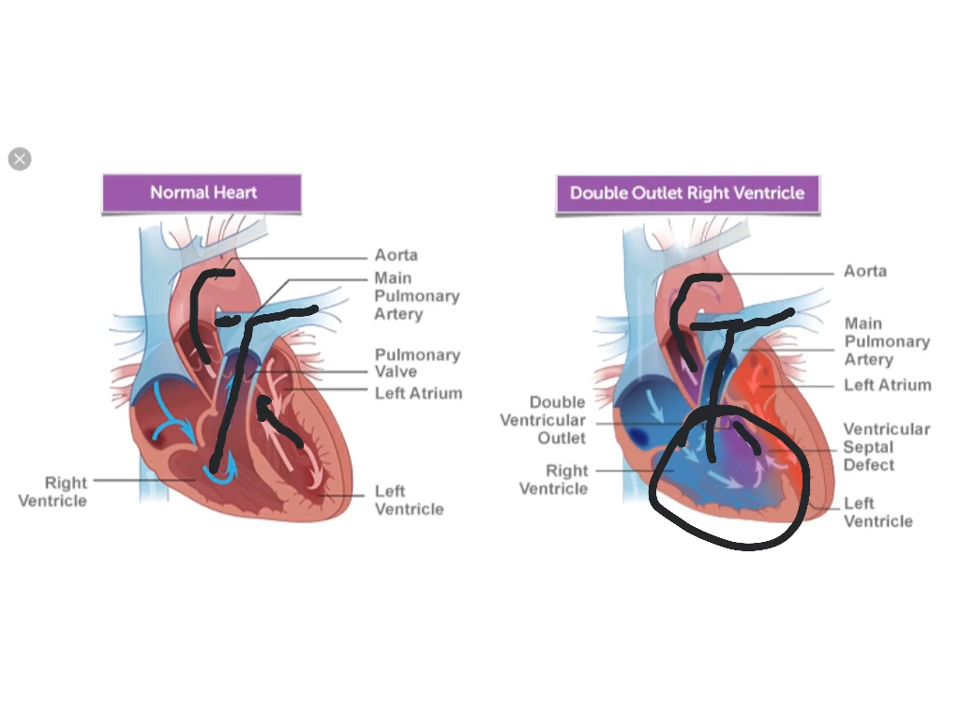 Normal Heart
Aorta
Main
Pulmonary
Artery
Pulmonary
Valve
Left Atrium
Right
Ventricle
Left
Ventricle
Double Outlet Right Ventricle
Aorta
Main
Pulmonary
Artery
Left Atrium
Double
Ventricular
Outlet
Ventricular
Septal
Defect
Right
Ventricle
Left
Ventricle